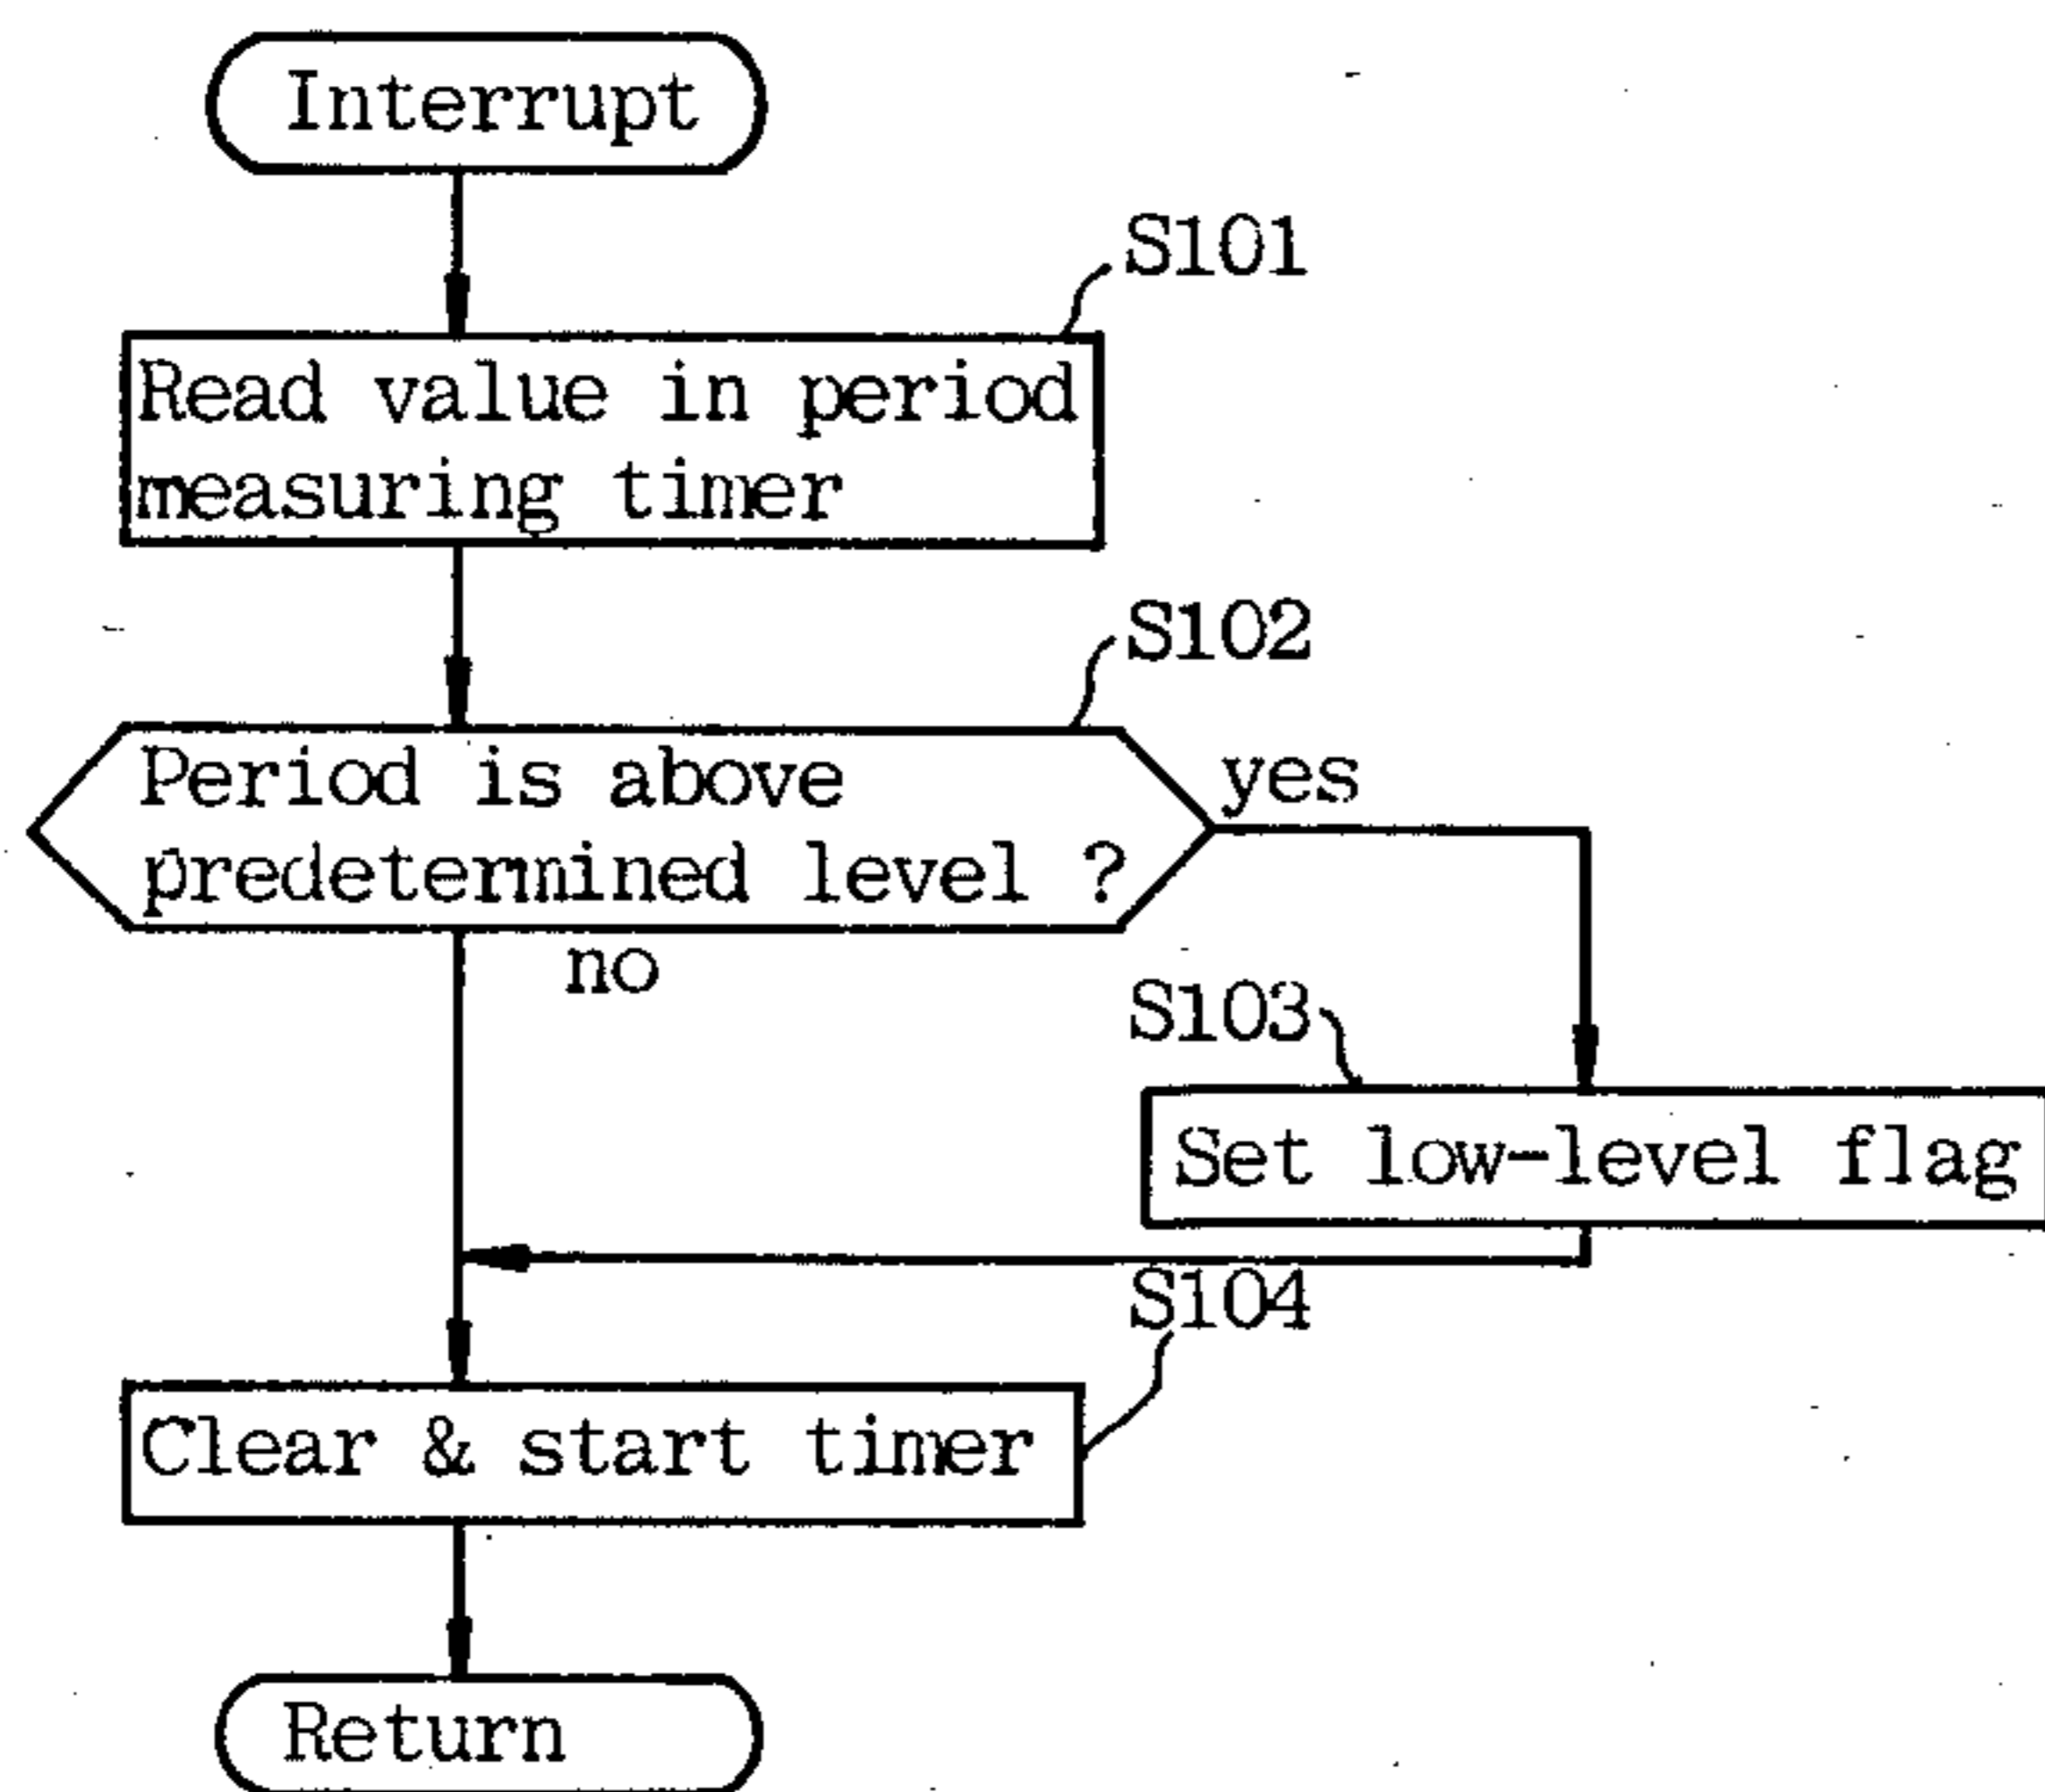 Interrupt
S101
Read value in period
measuring timer
S102
Period is above
predetermined level ?
yes
no
S103
Set low-level flag
S104
Clear & start timer
Return